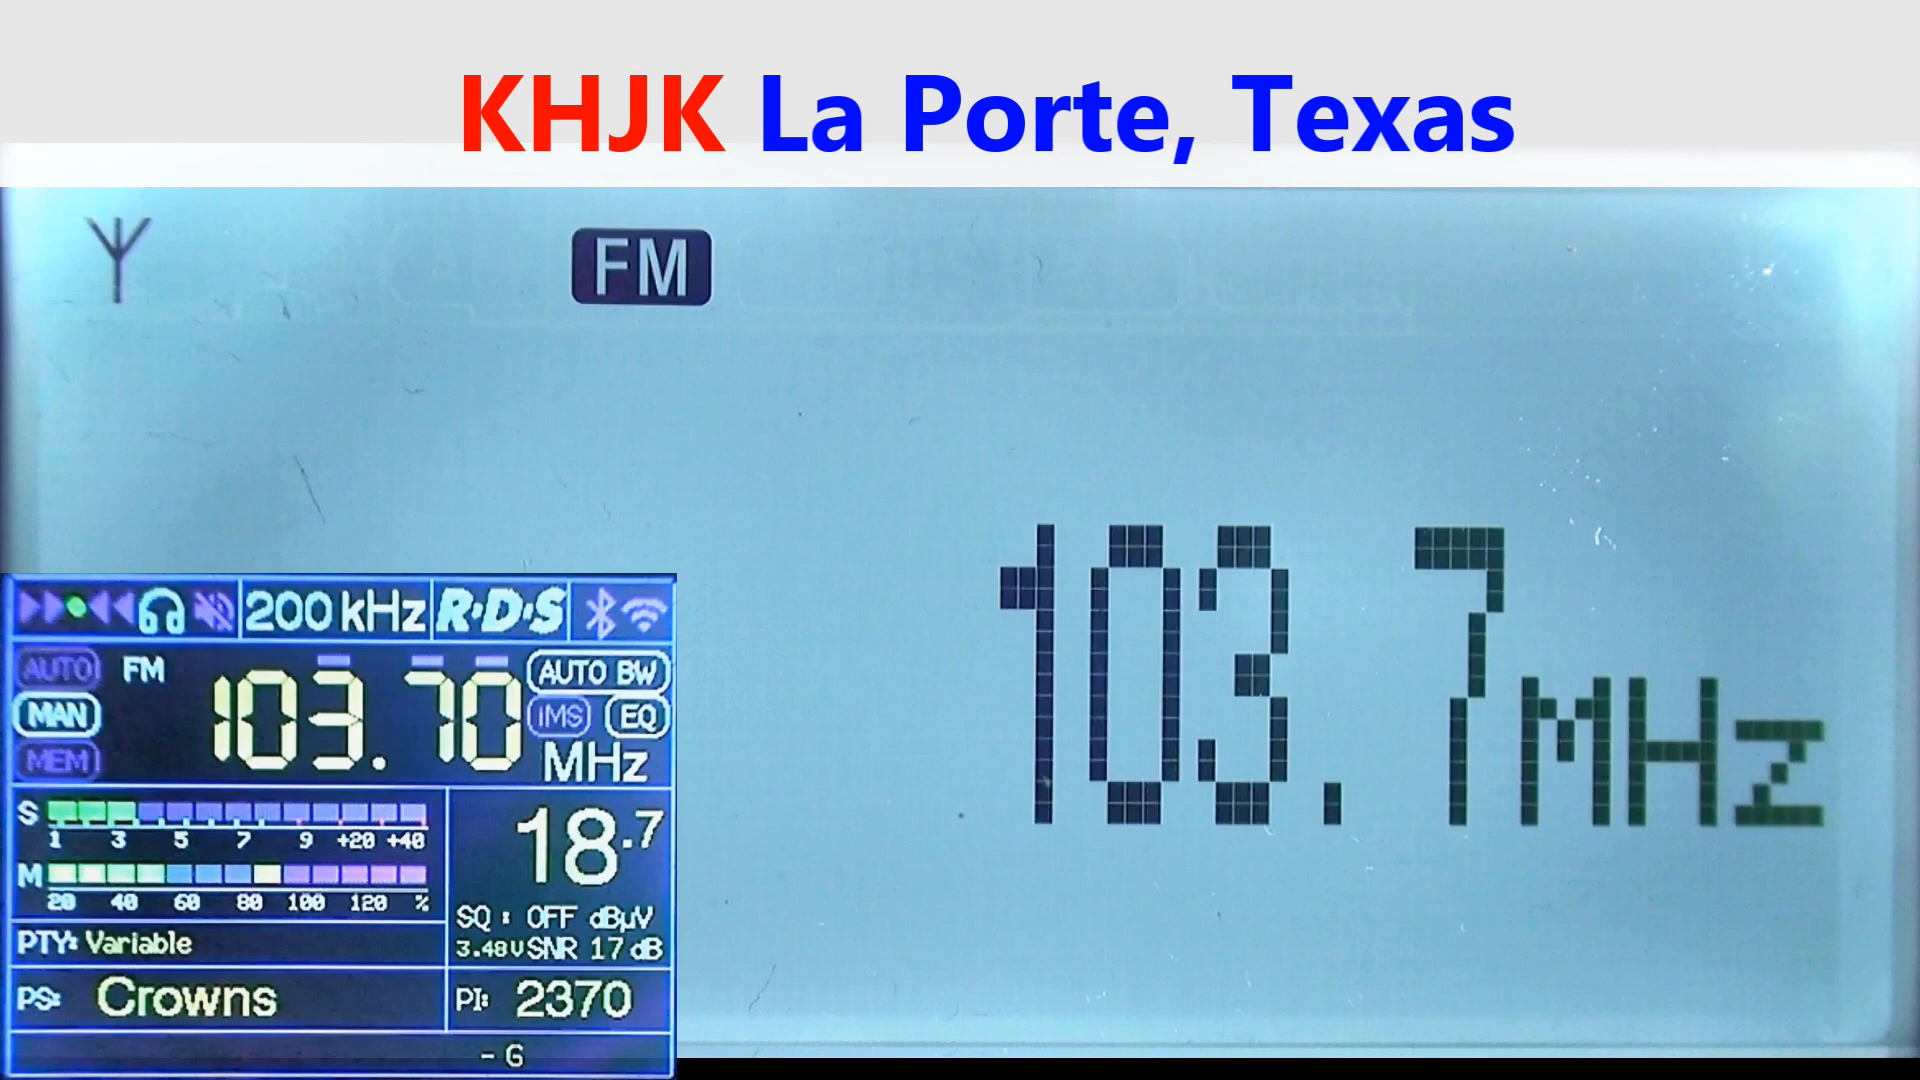 KHJK La Porte, Texas
FM
103.7MHz
200 kHz R·D·S
AUTO FM 103.70 AUTO BW
MAN iMS EQ
MEM MHz
S
1 3 5 7 9 +20 +40
M
20 40 60 80 100 120 %
18.7
SQ: OFF dBµV
3.48V SNR 17 dB
PTY: Variable
PS: Crowns PI: 2370
- G